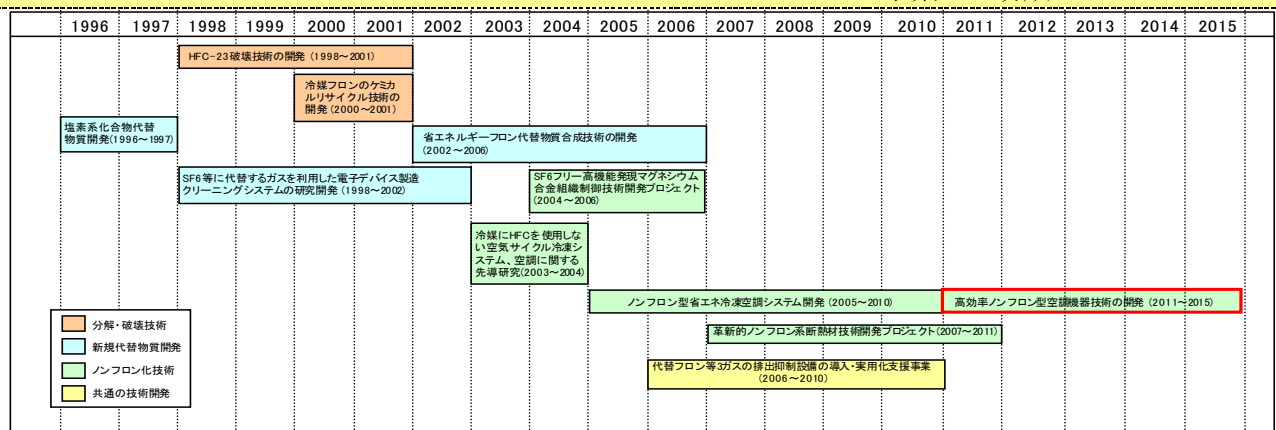 1996 1997 1998 1999 2000 2001 2002 2003 2004 2005 2006 2007 2008 2009 2010 2011 2012 2013 2014 2015
HFC-23破壊技術の開発 (1998～2001)
冷媒フロンのケミカ
ルリサイクル技術の
開発(2000～2001)
塩素系化合物代替
物質開発(1996～1997)
省エネルギーフロン代替物質合成技術の開発
(2002～2006)
SF6等に代替するガスを利用した電子デバイス製造
クリーニングシステムの研究開発 (1998～2002)
SF6フリー高機能発現マグネシウム
合金組織制御技術開発プロジェクト
(2004～2006)
冷媒にHFCを使用しな
い空気サイクル冷凍シ
ステム、空調に関する
先導研究(2003～2004)
ノンフロン型省エネ冷凍空調システム開発 (2005～2010)
高効率ノンフロン型空調機器技術の開発 (2011～2015)
革新的ノンフロン系断熱材技術開発プロジェクト(2007～2011)
代替フロン等3ガスの排出抑制設備の導入・実用化支援事業
(2006～2010)
分解・破壊技術
新規代替物質開発
ノンフロン化技術
共通の技術開発